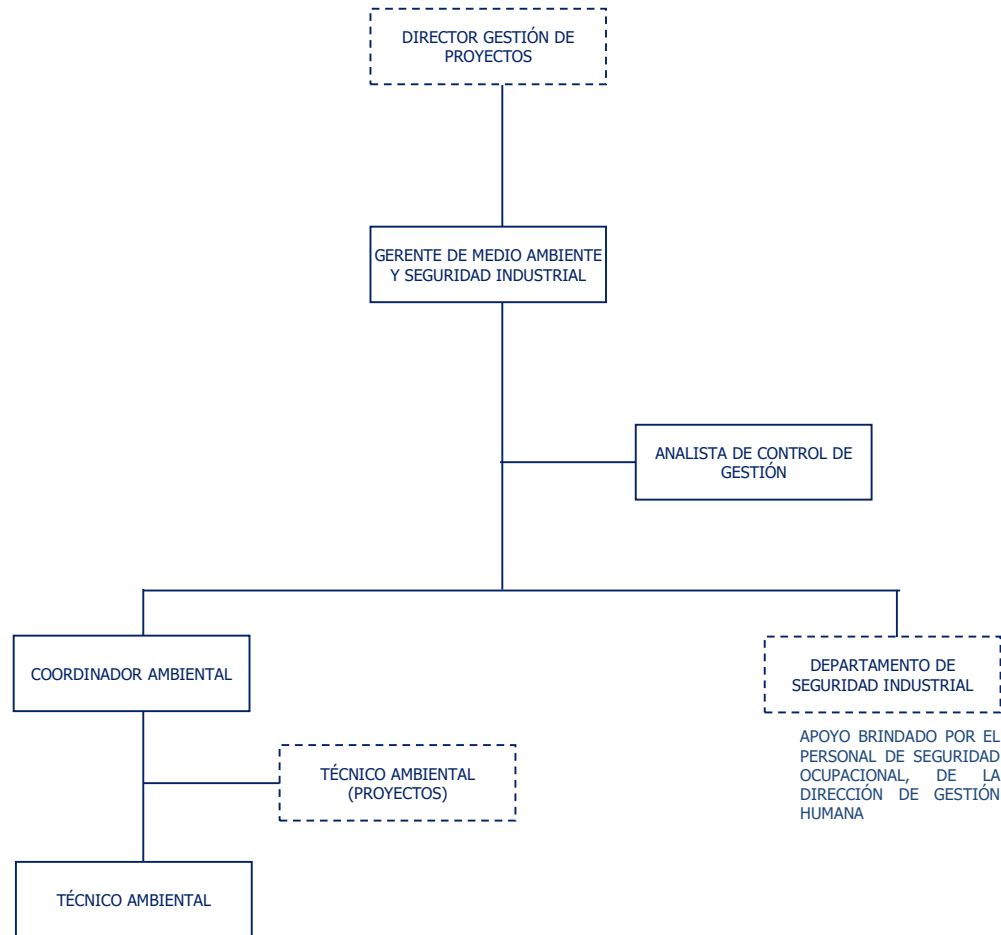 DIRECTOR GESTIÓN DE
PROYECTOS
GERENTE DE MEDIO AMBIENTE
Y SEGURIDAD INDUSTRIAL
ANALISTA DE CONTROL DE
GESTIÓN
COORDINADOR AMBIENTAL
DEPARTAMENTO DE
SEGURIDAD INDUSTRIAL
APOYO BRINDADO POR EL
PERSONAL DE SEGURIDAD
OCUPACIONAL, DE LA
DIRECCIÓN DE GESTIÓN
HUMANA
TÉCNICO AMBIENTAL
(PROYECTOS)
TÉCNICO AMBIENTAL